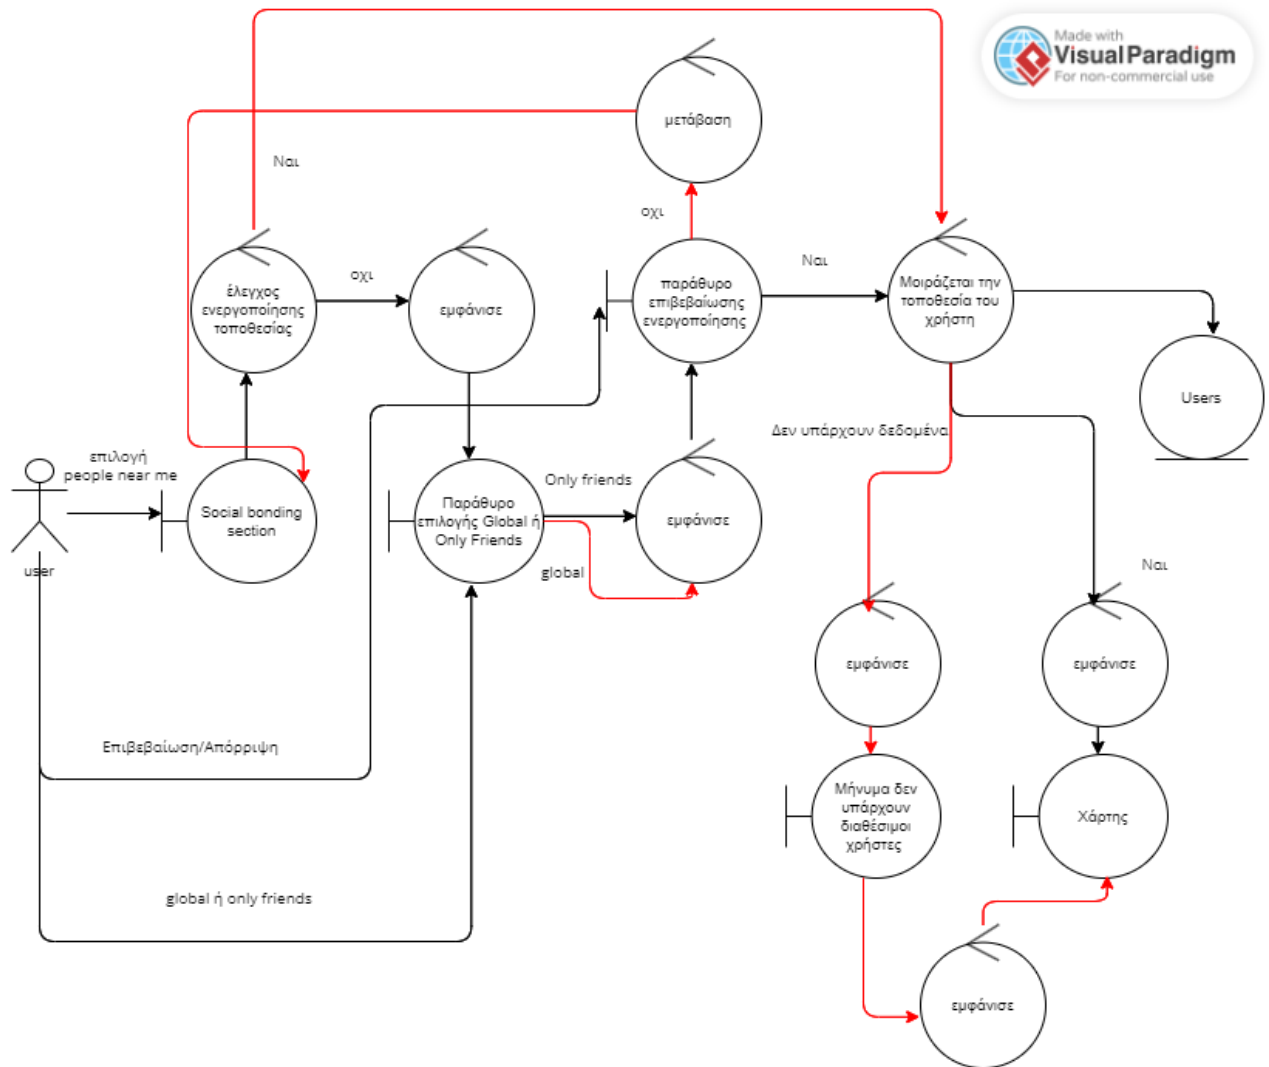 Made with
Visual Paradigm
For non-commercial use
μετάβαση
Ναι
οχι
οχι
Ναι
έλεγχος
ενεργοποίησης
τοποθεσίας
εμφάνισε
παράθυρο
επιβεβαίωσης
ενεργοποίησης
Μοιράζεται την
τοποθεσία του
χρήστη
Users
Δεν υπάρχουν δεδομένα
επιλογή
people near me
user
Social bonding
section
Παράθυρο
επιλογής Global ή
Only Friends
Only friends
global
εμφάνισε
Ναι
εμφάνισε
εμφάνισε
Επιβεβαίωση/Απόρριψη
Μήνυμα δεν
υπάρχουν
διαθέσιμοι
χρήστες
Χάρτης
global ή only friends
εμφάνισε